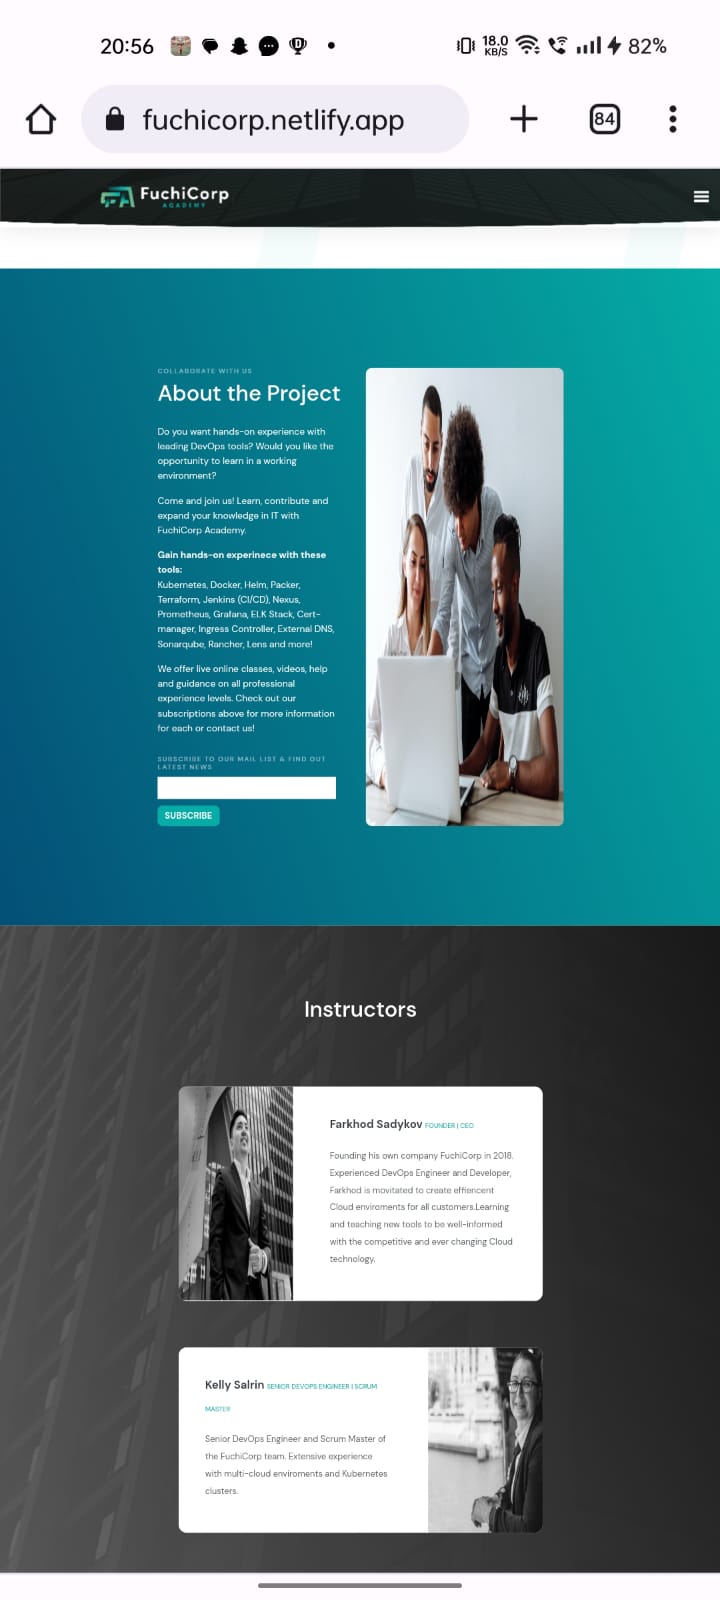 20:56
18.0
KB/S
82%
fuchicorp.netlify.app
84
FuchiCorp
ACADEMY
COLLABORATE WITH US
About the Project
Do you want hands-on experience with
leading DevOps tools? Would you like the
opportunity to learn in a working
environment?
Come and join us! Learn, contribute and
expand your knowledge in IT with
FuchiCorp Academy.
Gain hands-on experinece with these
tools:
Kubernetes, Docker, Helm, Packer,
Terraform, Jenkins (CI/CD), Nexus,
Prometheus, Grafana, ELK Stack, Cert-
manager, Ingress Controller, External DNS,
Sonarqube, Rancher, Lens and more!
We offer live online classes, videos, help
and guidance on all professional
experience levels. Check out our
subscriptions above for more information
for each or contact us!
SUBSCRIBE TO OUR MAIL LIST & FIND OUT
LATEST NEWS
SUBSCRIBE
Instructors
Farkhod Sadykov FOUNDER | CEO
Founding his own company FuchiCorp in 2018.
Experienced DevOps Engineer and Developer,
Farkhod is movitated to create effiencent
Cloud enviroments for all customers.Learning
and teaching new tools to be well-informed
with the competitive and ever changing Cloud
technology.
Kelly Salrin SENIOR DEVOPS ENGINEER | SCRUM
MASTER
Senior DevOps Engineer and Scrum Master of
the FuchiCorp team. Extensive experience
with multi-cloud enviroments and Kubernetes
clusters.